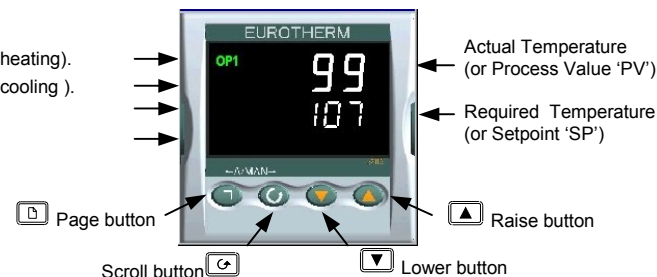 EUROTHERM
heating).
OP1
99
Actual Temperature
(or Process Value ‘PV’)
cooling ).
107
Required Temperature
(or Setpoint ‘SP’)
A/MAN
Page button
Raise button
Scroll button
Lower button